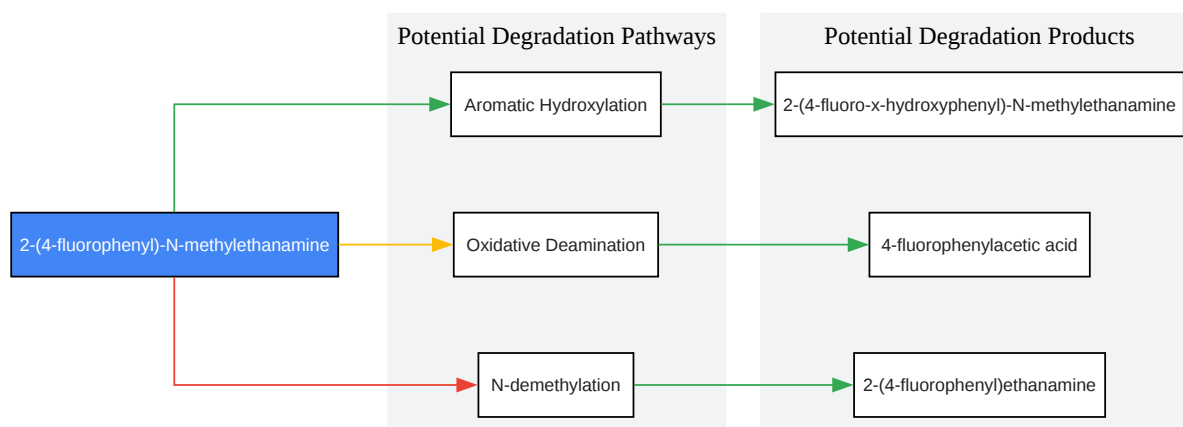 Potential Degradation Pathways
Potential Degradation Products
Aromatic Hydroxylation
2-(4-fluoro-x-hydroxyphenyl)-N-methylethanamine
2-(4-fluorophenyl)-N-methylethanamine
Oxidative Deamination
4-fluorophenylacetic acid
N-demethylation
2-(4-fluorophenyl)ethanamine